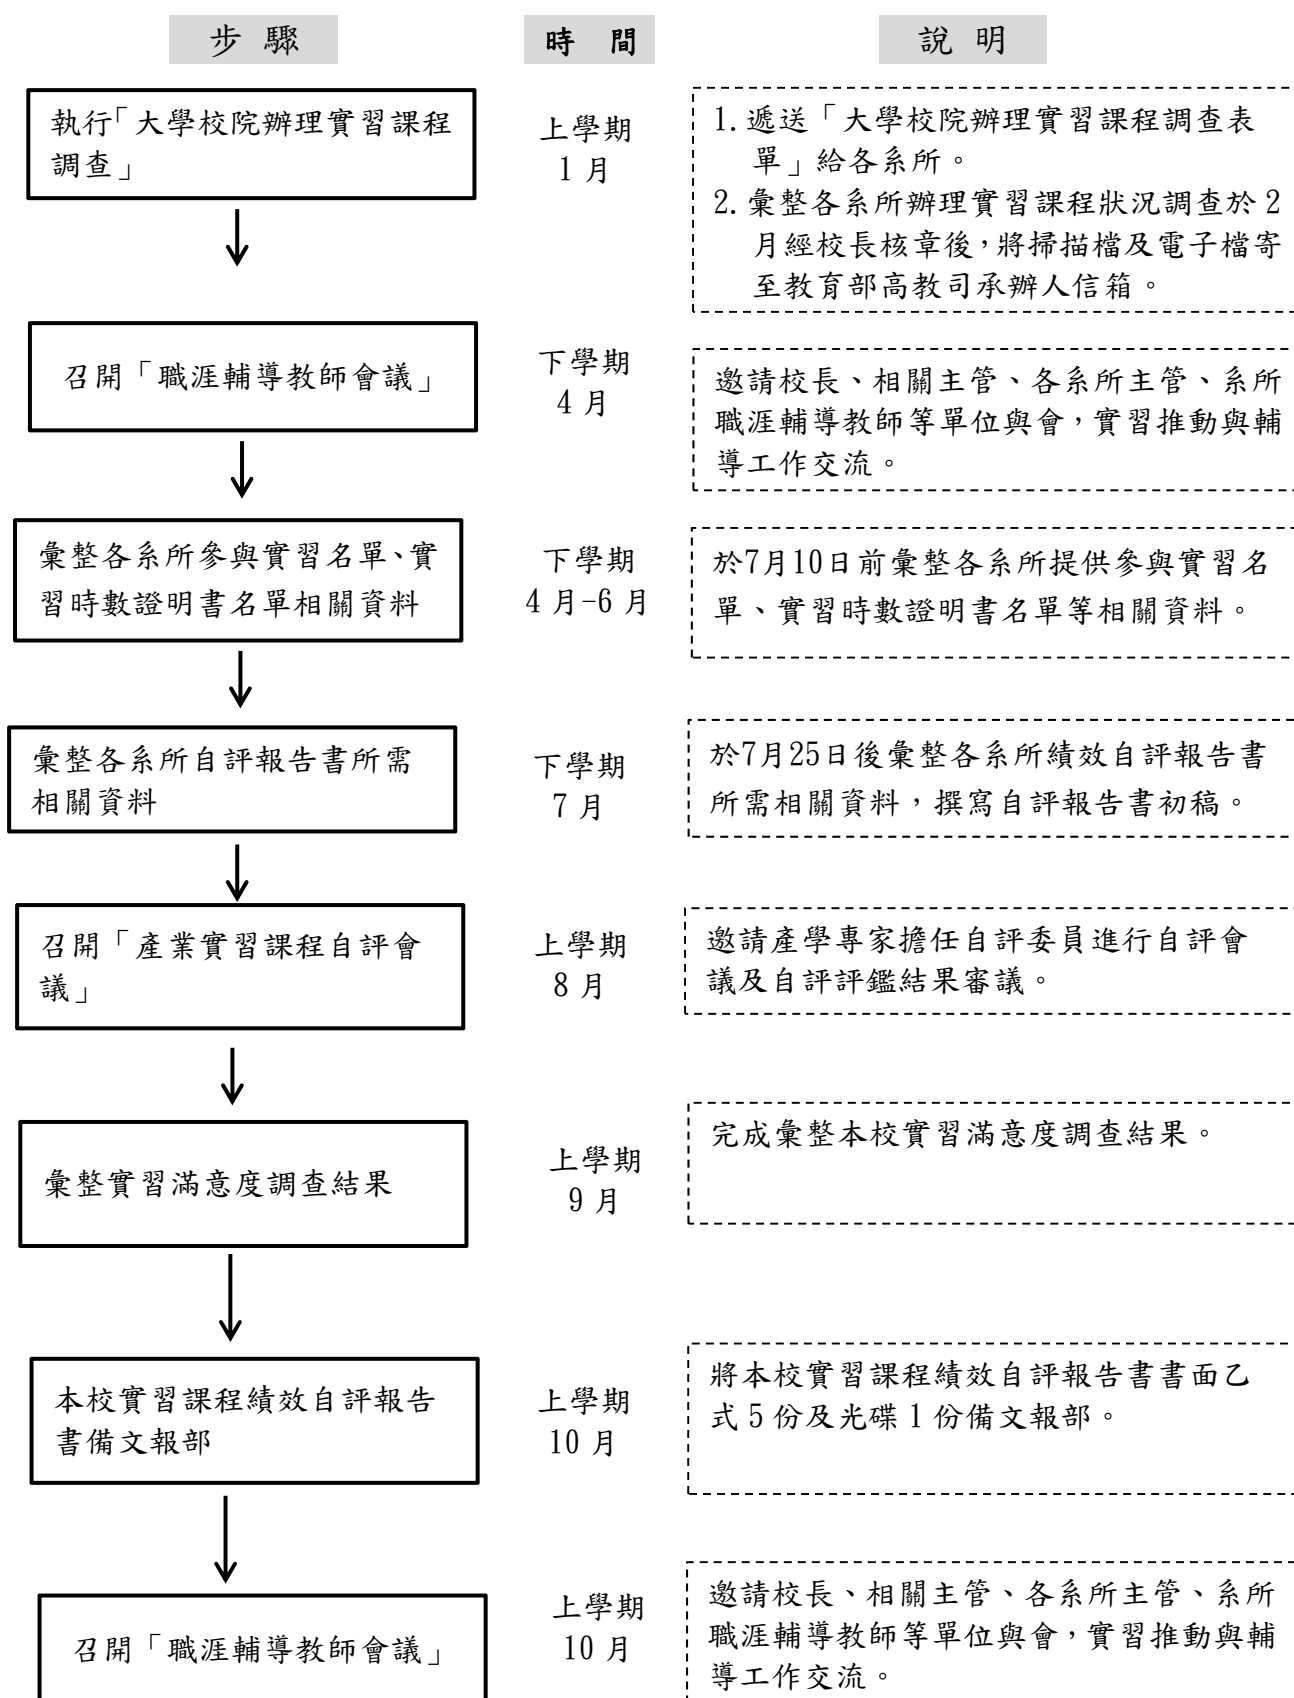 步 驟
時 間
說 明
執行「大學校院辦理實習課程
調查」
上學期
1 月
1. 遞送「大學校院辦理實習課程調查表
單」給各系所。
2. 彙整各系所辦理實習課程狀況調查於 2
月經校長核章後，將掃描檔及電子檔寄
至教育部高教司承辦人信箱。
召開「職涯輔導教師會議」
下學期
4 月
邀請校長、相關主管、各系所主管、系所
職涯輔導教師等單位與會，實習推動與輔
導工作交流。
彙整各系所參與實習名單、實
習時數證明書名單相關資料
下學期
4 月-6 月
於7月10日前彙整各系所提供參與實習名
單、實習時數證明書名單等相關資料。
彙整各系所自評報告書所需
相關資料
下學期
7 月
於7月25日後彙整各系所績效自評報告書
所需相關資料，撰寫自評報告書初稿。
召開「產業實習課程自評會
議」
上學期
8 月
邀請產學專家擔任自評委員進行自評會
議及自評評鑑結果審議。
彙整實習滿意度調查結果
上學期
9 月
完成彙整本校實習滿意度調查結果。
本校實習課程績效自評報告
書備文報部
上學期
10 月
將本校實習課程績效自評報告書書面乙
式 5 份及光碟 1 份備文報部。
召開「職涯輔導教師會議」
上學期
10 月
邀請校長、相關主管、各系所主管、系所
職涯輔導教師等單位與會，實習推動與輔
導工作交流。